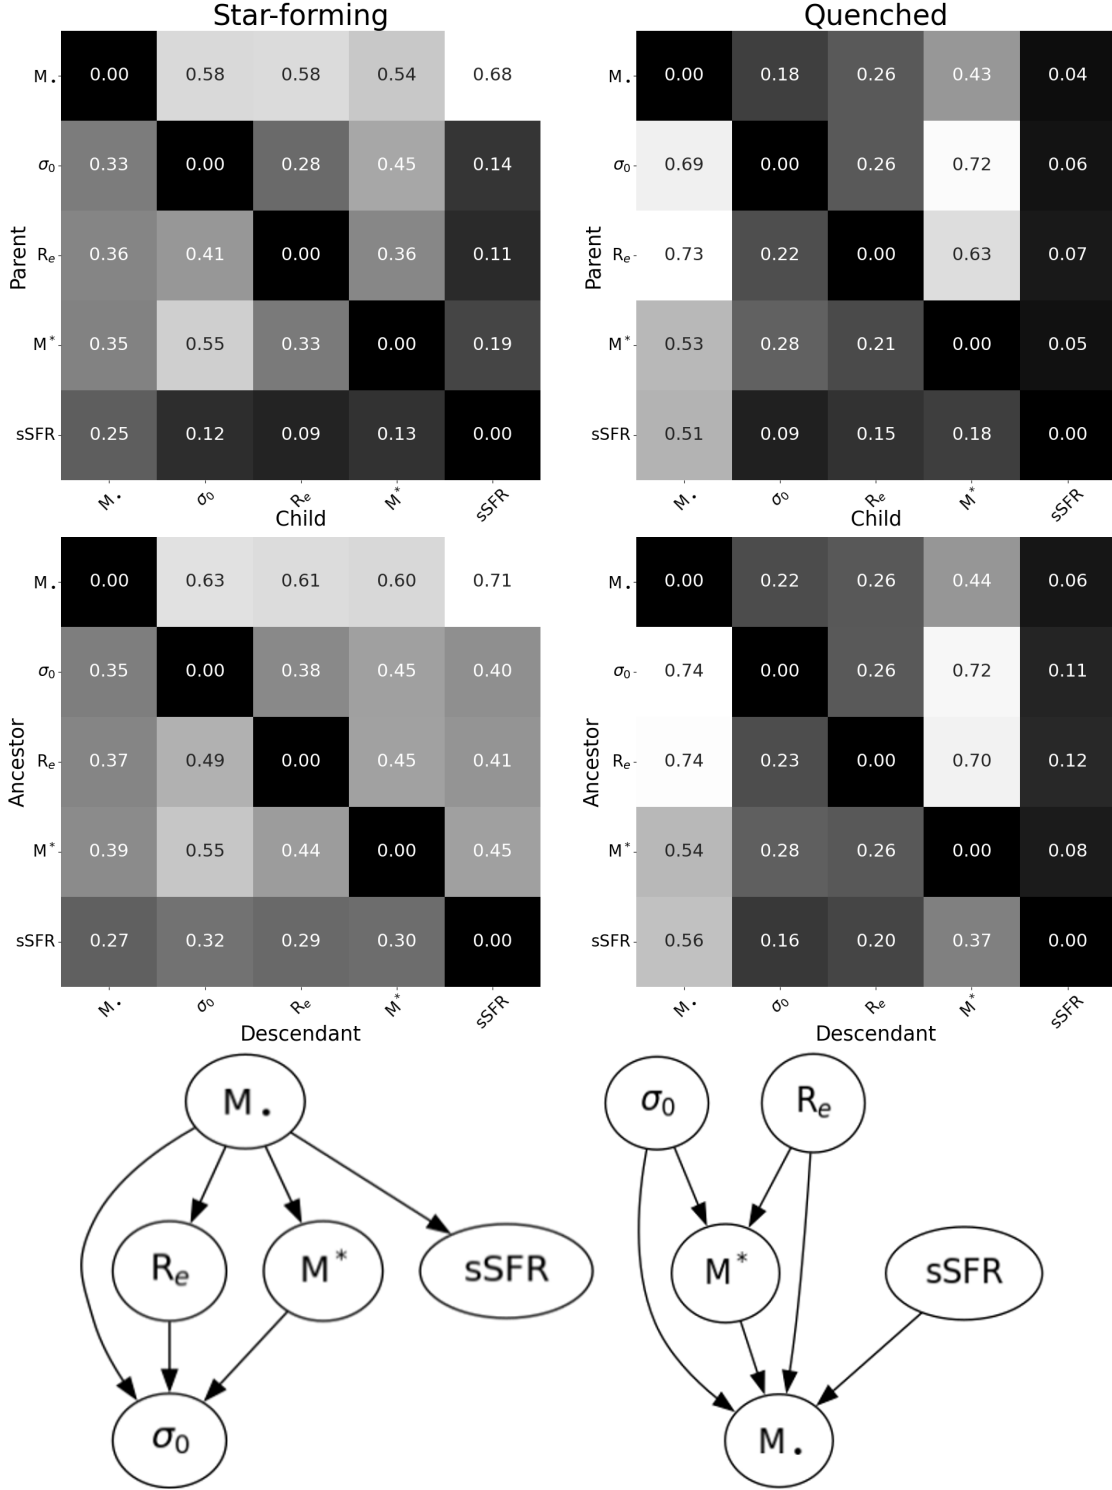 Star-forming Quenched
M• 0.00 0.58 0.58 0.54 0.68 M• 0.00 0.18 0.26 0.43 0.04
σ₀ 0.33 0.00 0.28 0.45 0.14 σ₀ 0.69 0.00 0.26 0.72 0.06
Parent Rₑ 0.36 0.41 0.00 0.36 0.11 Parent Rₑ 0.73 0.22 0.00 0.63 0.07
M* 0.35 0.55 0.33 0.00 0.19 M* 0.53 0.28 0.21 0.00 0.05
sSFR 0.25 0.12 0.09 0.13 0.00 sSFR 0.51 0.09 0.15 0.18 0.00
M• σ₀ Rₑ M* sSFR M• σ₀ Rₑ M* sSFR
Child Child
M• 0.00 0.63 0.61 0.60 0.71 M• 0.00 0.22 0.26 0.44 0.06
σ₀ 0.35 0.00 0.38 0.45 0.40 σ₀ 0.74 0.00 0.26 0.72 0.11
Ancestor Rₑ 0.37 0.49 0.00 0.45 0.41 Ancestor Rₑ 0.74 0.23 0.00 0.70 0.12
M* 0.39 0.55 0.44 0.00 0.45 M* 0.54 0.28 0.26 0.00 0.08
sSFR 0.27 0.32 0.29 0.30 0.00 sSFR 0.56 0.16 0.20 0.37 0.00
M• σ₀ Rₑ M* sSFR M• σ₀ Rₑ M* sSFR
Descendant Descendant
M• σ₀ Rₑ
Rₑ M* sSFR M* sSFR
σ₀ M•